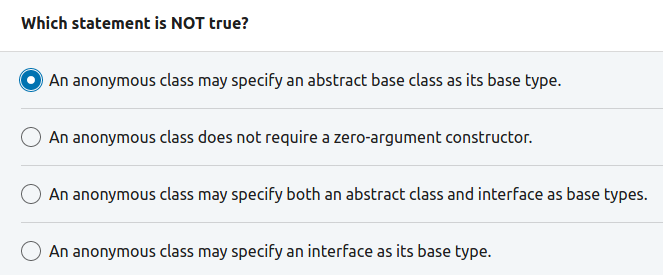 Which statement is NOT true?
An anonymous class may specify an abstract base class as its base type.
An anonymous class does not require a zero-argument constructor.
An anonymous class may specify both an abstract class and interface as base types.
An anonymous class may specify an interface as its base type.